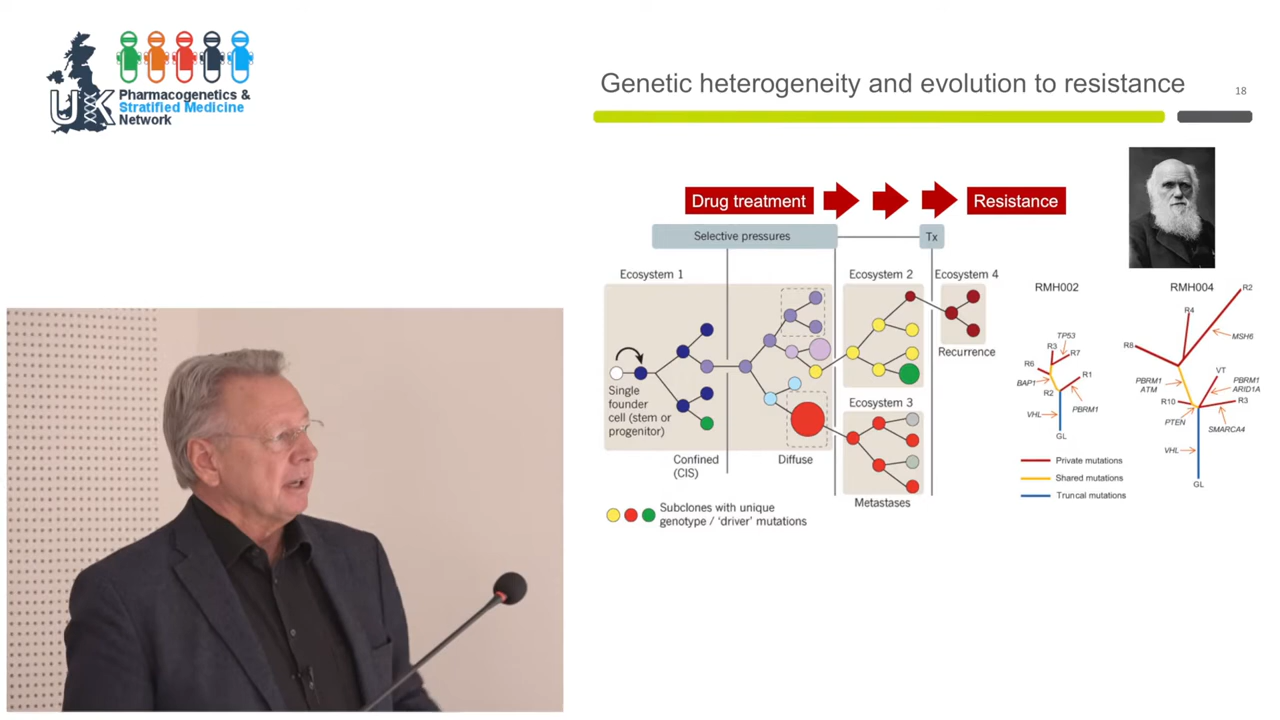 UK
Pharmacogenetics &
Stratified Medicine
Network
Genetic heterogeneity and evolution to resistance
18
Drug treatment
Resistance
Selective pressures
Tx
Ecosystem 1
Ecosystem 2
Ecosystem 4
Single
founder
cell (stem or
progenitor)
Confined
(CIS)
Diffuse
Recurrence
Ecosystem 3
Metastases
Subclones with unique
genotype / 'driver' mutations
RMH002
TP53
R3
R7
R6
R1
BAP1
R2
PBRM1
VHL
GL
RMH004
R2
R4
MSH6
R8
VT
PBRM1
ATM
PBRM1
ARID1A
R10
R3
PTEN
SMARCA4
VHL
GL
Private mutations
Shared mutations
Truncal mutations